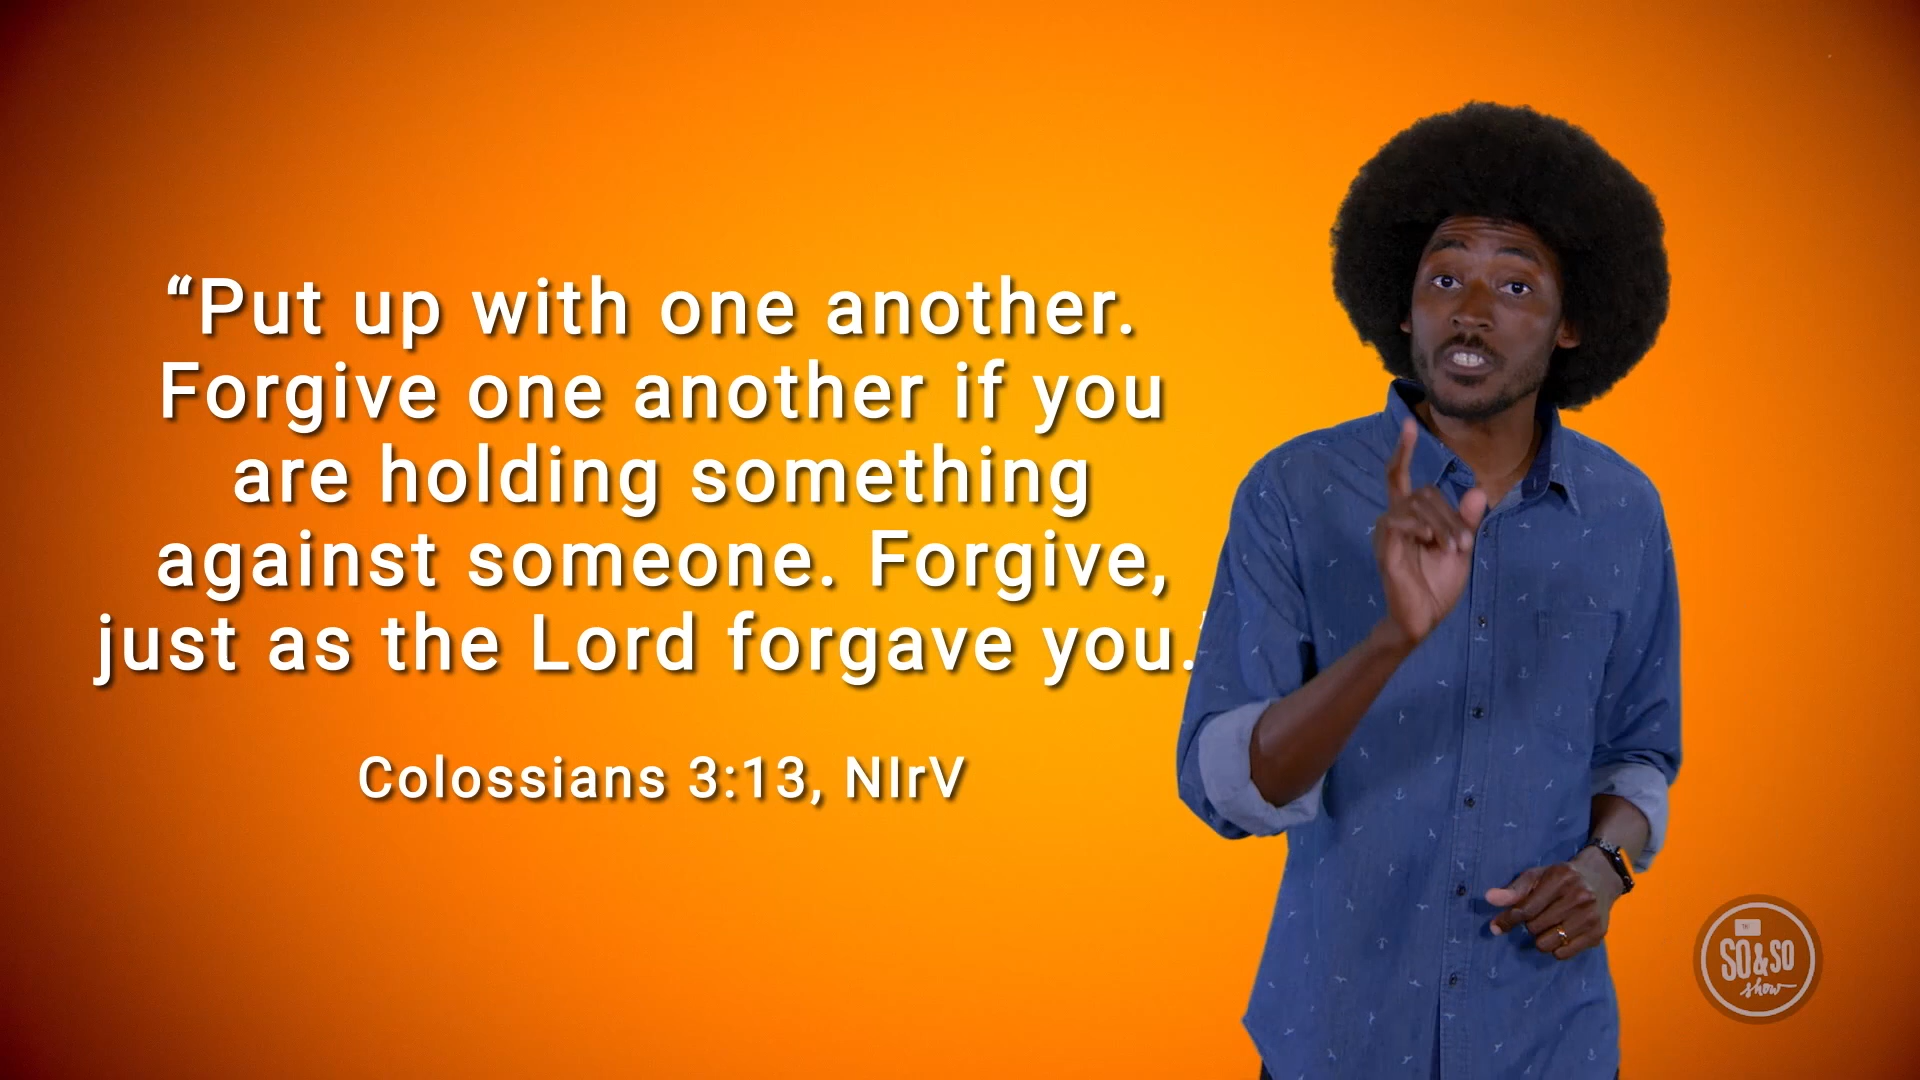 “Put up with one another.
Forgive one another if you
are holding something
against someone. Forgive,
just as the Lord forgave you.
Colossians 3:13, NIrV
SO & SO
show